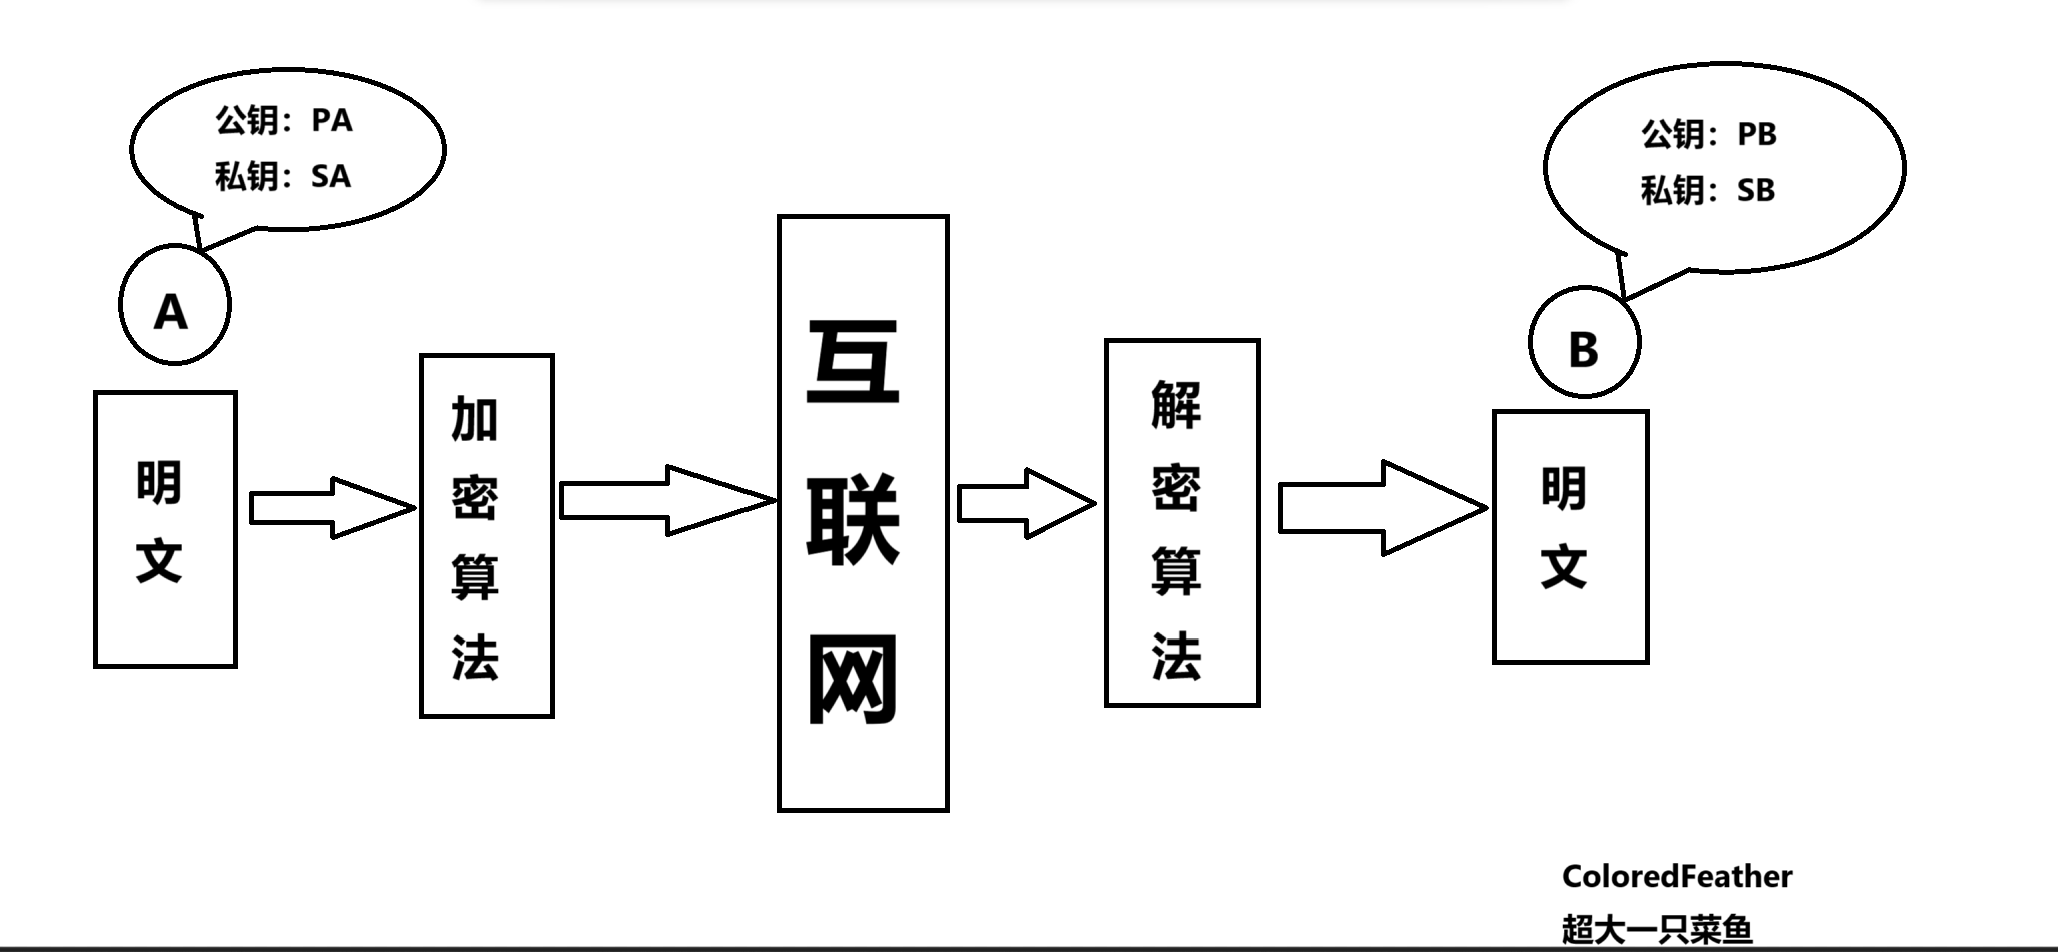 公钥：PA
私钥：SA
A
明文
加密算法
互联网
解密算法
公钥：PB
私钥：SB
B
明文
ColoredFeather
超大一只菜鱼